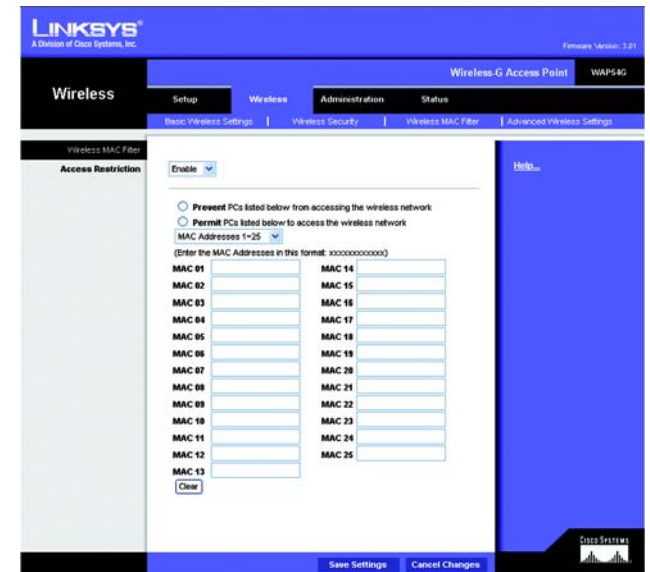 LINKSYS®
A Division of Cisco Systems, Inc.
Firmware Version: 3.01
Wireless-G Access Point WAP54G
Wireless
Setup Wireless Administration Status
Basic Wireless Settings | Wireless Security | Wireless MAC Filter | Advanced Wireless Settings
Wireless MAC Filter
Access Restriction
Enable
Help...
Prevent PCs listed below from accessing the wireless network
Permit PCs listed below to access the wireless network
MAC Addresses 1~25
(Enter the MAC Addresses in this format: xxxxxxxxxxxx)
MAC 01 MAC 14
MAC 02 MAC 15
MAC 03 MAC 16
MAC 04 MAC 17
MAC 05 MAC 18
MAC 06 MAC 19
MAC 07 MAC 20
MAC 08 MAC 21
MAC 09 MAC 22
MAC 10 MAC 23
MAC 11 MAC 24
MAC 12 MAC 25
MAC 13
Clear
Save Settings Cancel Changes
CISCO SYSTEMS